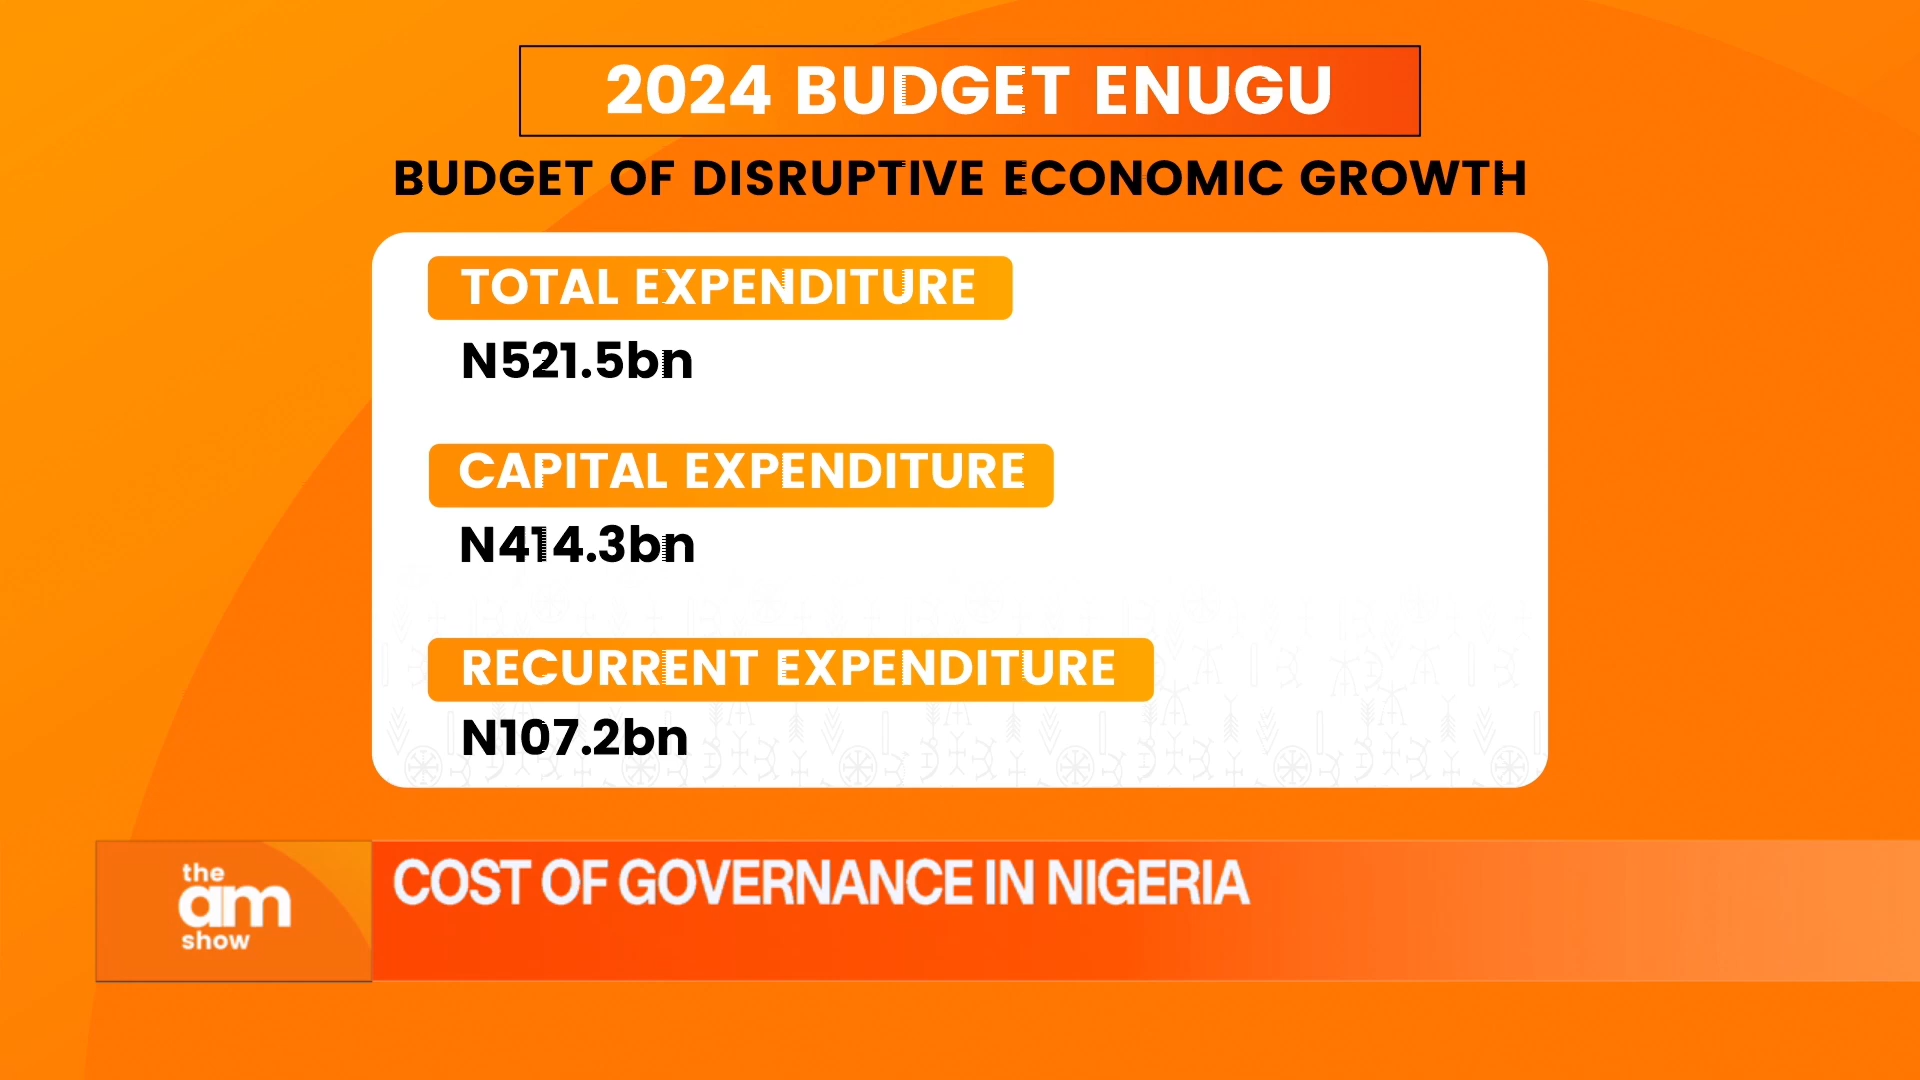 2024 BUDGET ENUGU
BUDGET OF DISRUPTIVE ECONOMIC GROWTH
TOTAL EXPENDITURE
N521.5bn
CAPITAL EXPENDITURE
N414.3bn
RECURRENT EXPENDITURE
N107.2bn
the
am
show
COST OF GOVERNANCE IN NIGERIA